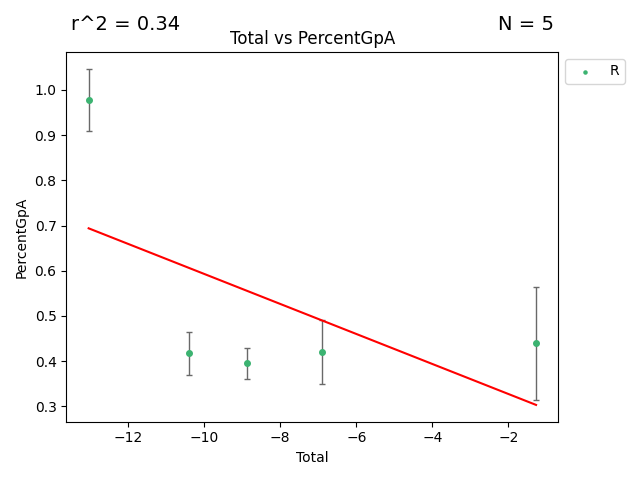 r^2 = 0.34
N = 5
Total vs PercentGpA
R
1.0
0.9
0.8
0.7
0.6
0.5
0.4
0.3
PercentGpA
−12
−10
−8
−6
−4
−2
Total